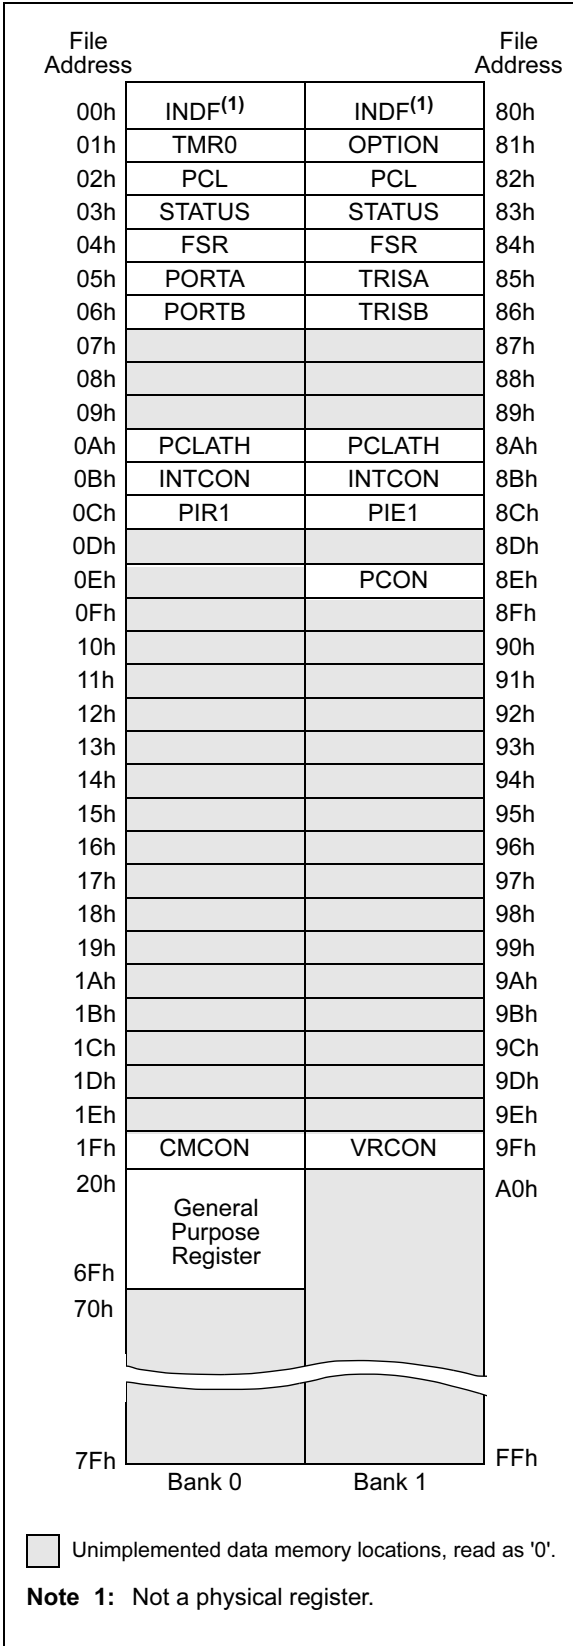 File Address File Address
00h INDF(1) INDF(1) 80h
01h TMR0 OPTION 81h
02h PCL PCL 82h
03h STATUS STATUS 83h
04h FSR FSR 84h
05h PORTA TRISA 85h
06h PORTB TRISB 86h
07h 87h
08h 88h
09h 89h
0Ah PCLATH PCLATH 8Ah
0Bh INTCON INTCON 8Bh
0Ch PIR1 PIE1 8Ch
0Dh 8Dh
0Eh PCON 8Eh
0Fh 8Fh
10h 90h
11h 91h
12h 92h
13h 93h
14h 94h
15h 95h
16h 96h
17h 97h
18h 98h
19h 99h
1Ah 9Ah
1Bh 9Bh
1Ch 9Ch
1Dh 9Dh
1Eh 9Eh
1Fh CMCON VRCON 9Fh
20h A0h
General
Purpose
Register
6Fh
70h
7Fh FFh
Bank 0 Bank 1
Unimplemented data memory locations, read as '0'.
Note 1: Not a physical register.